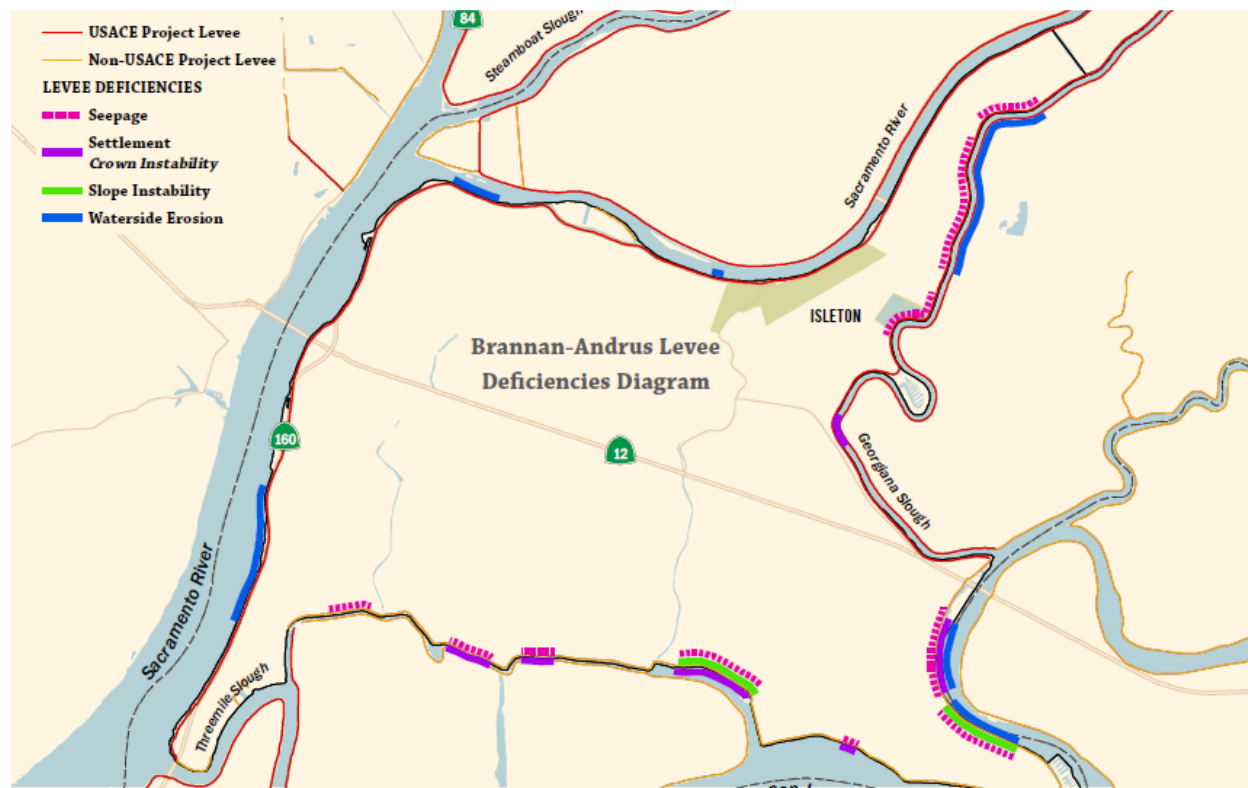 USACE Project Levee
Non-USACE Project Levee
LEVEE DEFICIENCIES
Seepage
Settlement
Crown Instability
Slope Instability
Waterside Erosion
84
Steamboat Slough
Sacramento River
ISLETON
Brannan-Andrus Levee
Deficiencies Diagram
160
12
Georgiana Slough
Sacramento River
Threemile Slough